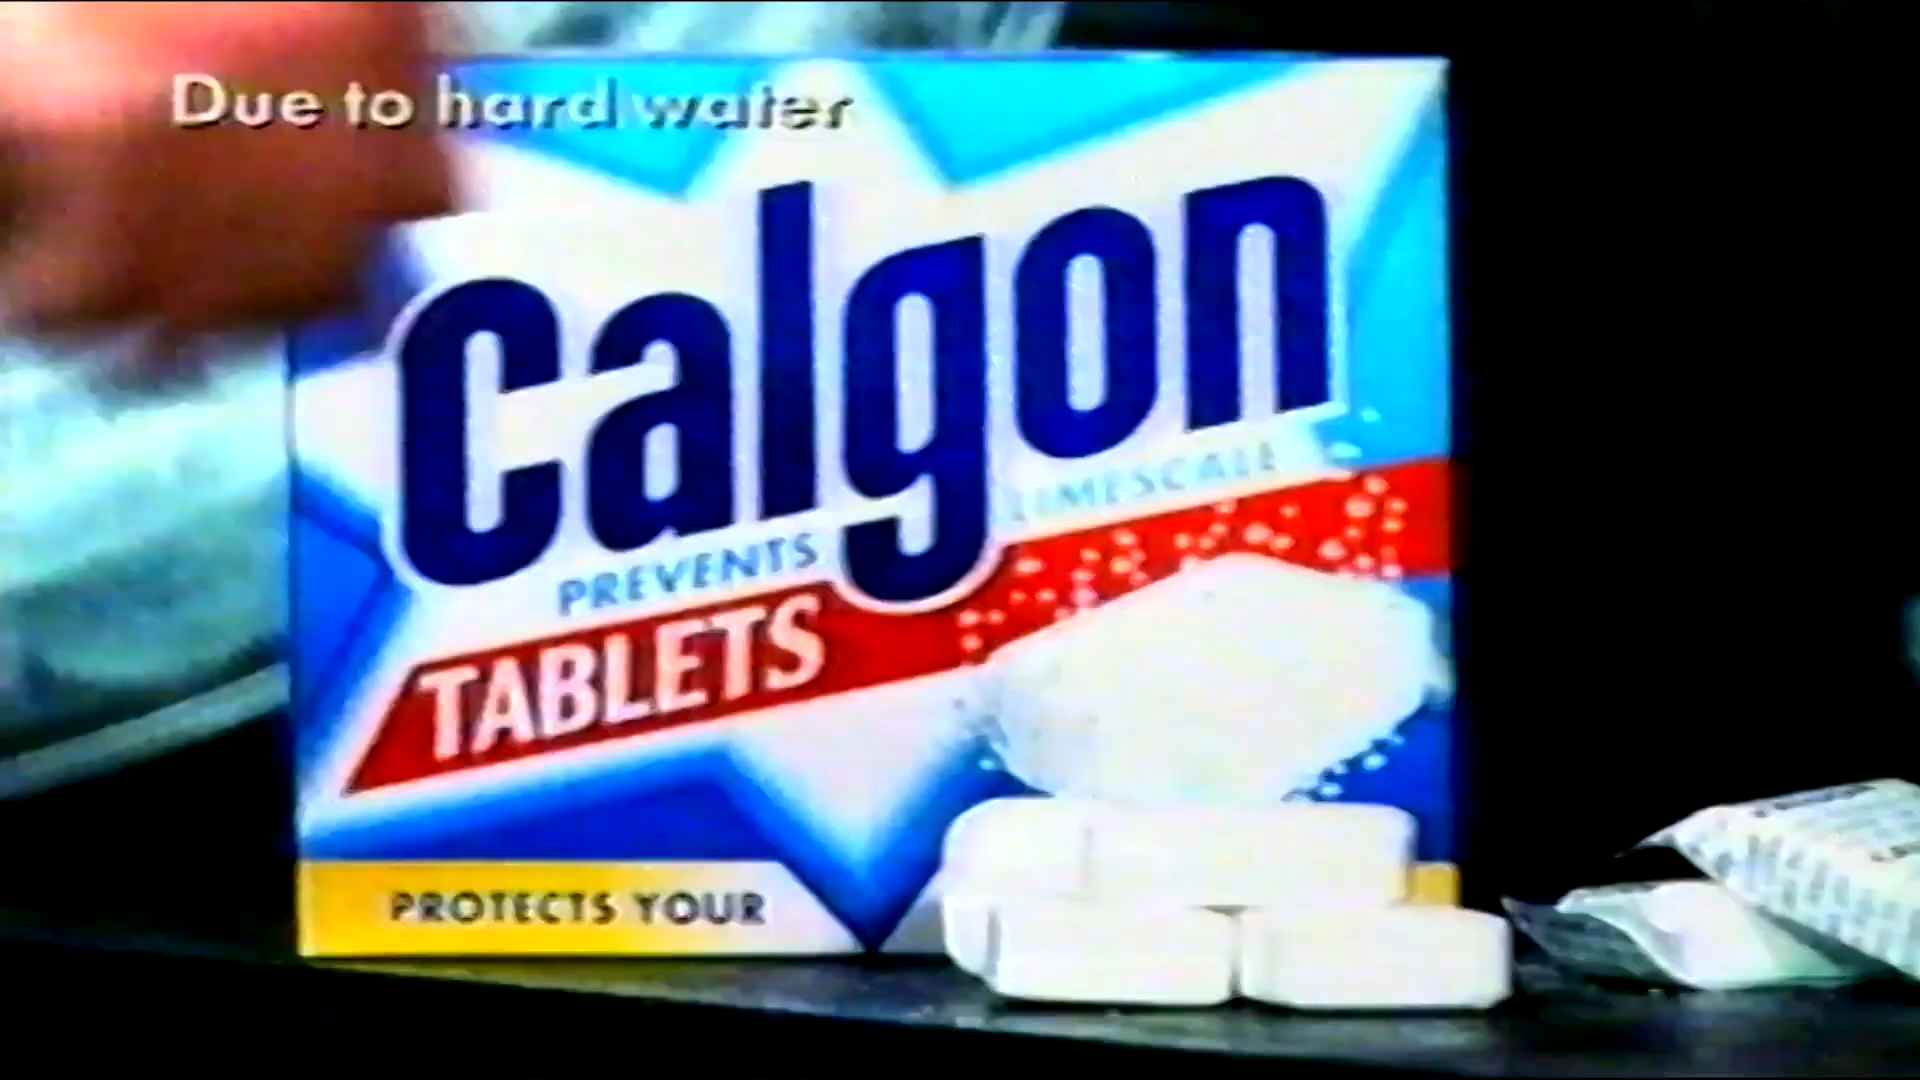 Due to hard water
Calgon
PREVENTS LIMESCALE
TABLETS
PROTECTS YOUR